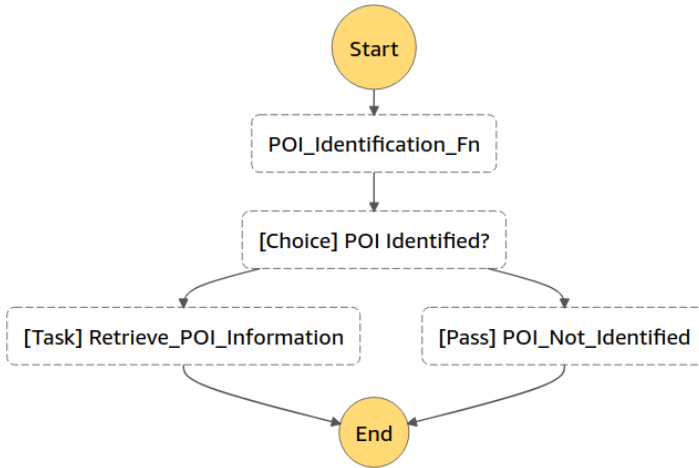 Start
POI_Identification_Fn
[Choice] POI Identified?
[Task] Retrieve_POI_Information
[Pass] POI_Not_Identified
End